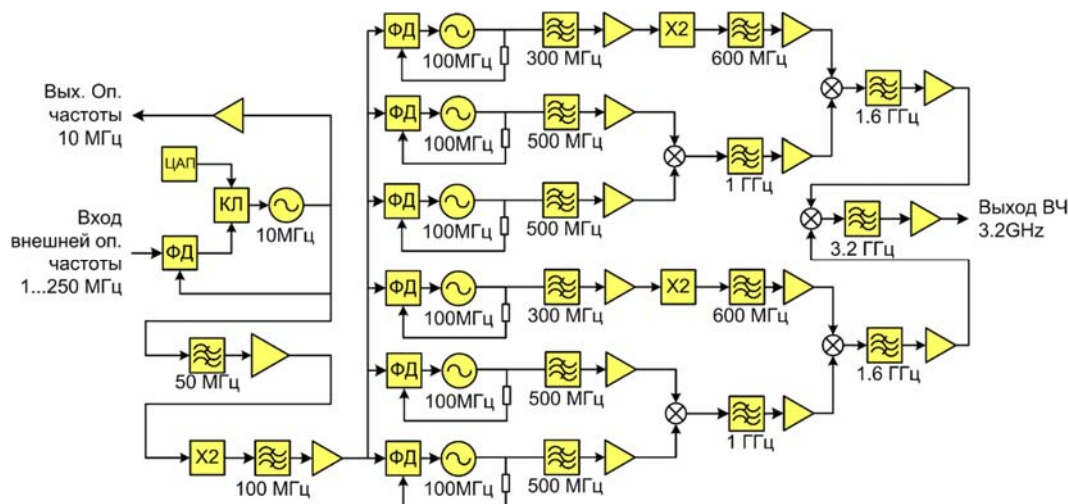 ФД
100МГц
300 МГц
X2
600 МГц
1.6 ГГц
Вых. Оп.
частоты
10 МГц
ФД
100МГц
500 МГц
1 ГГц
ЦАП
КЛ
10МГц
Вход
внешней оп.
частоты
1...250 МГц
ФД
ФД
100МГц
500 МГц
3.2 ГГц
Выход ВЧ
3.2GHz
ФД
100МГц
300 МГц
X2
600 МГц
1.6 ГГц
50 МГц
ФД
100МГц
500 МГц
1 ГГц
X2
100 МГц
ФД
100МГц
500 МГц